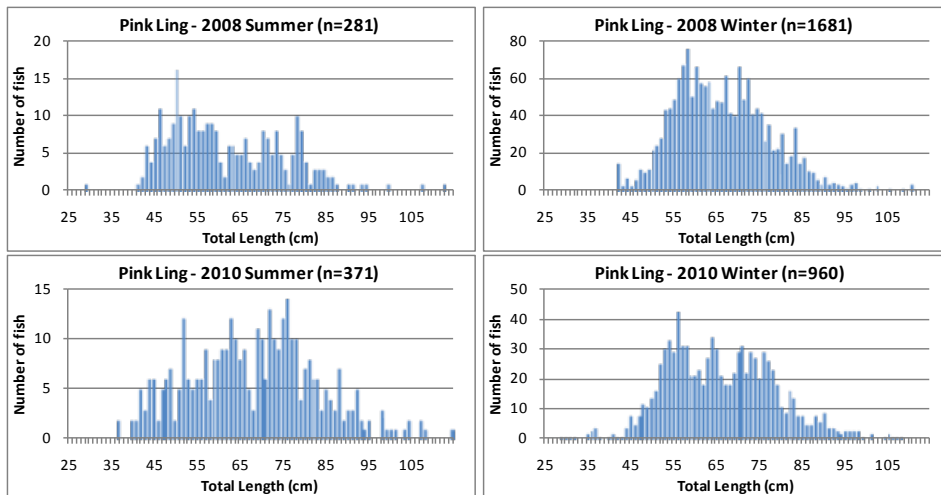 Pink Ling - 2008 Summer (n=281)
Number of fish
20
15
10
5
0
25 35 45 55 65 75 85 95 105
Total Length (cm)
Pink Ling - 2008 Winter (n=1681)
Number of fish
80
60
40
20
0
25 35 45 55 65 75 85 95 105
Total Length (cm)
Pink Ling - 2010 Summer (n=371)
Number of fish
15
10
5
0
25 35 45 55 65 75 85 95 105
Total Length (cm)
Pink Ling - 2010 Winter (n=960)
Number of fish
50
40
30
20
10
0
25 35 45 55 65 75 85 95 105
Total Length (cm)